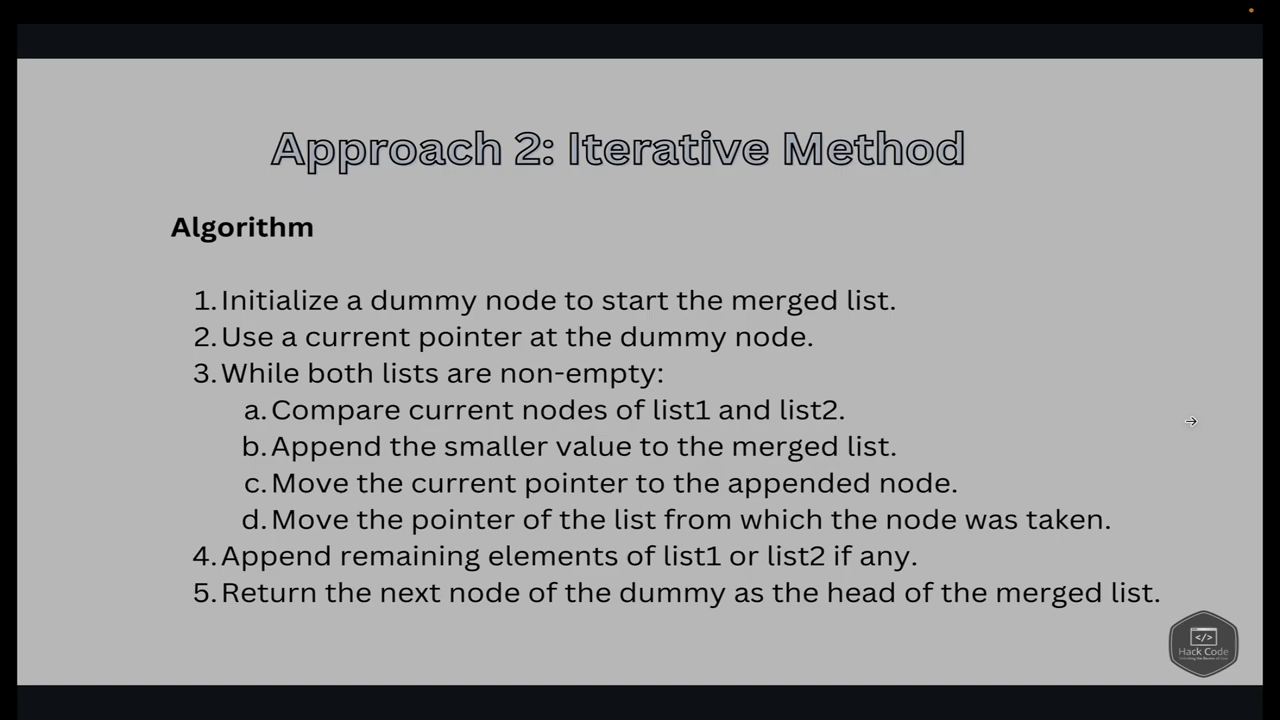 Approach 2: Iterative Method
Algorithm
1. Initialize a dummy node to start the merged list.
2. Use a current pointer at the dummy node.
3. While both lists are non-empty:
a. Compare current nodes of list1 and list2.
b. Append the smaller value to the merged list.
c. Move the current pointer to the appended node.
d. Move the pointer of the list from which the node was taken.
4. Append remaining elements of list1 or list2 if any.
5. Return the next node of the dummy as the head of the merged list.
</>
Hack Code